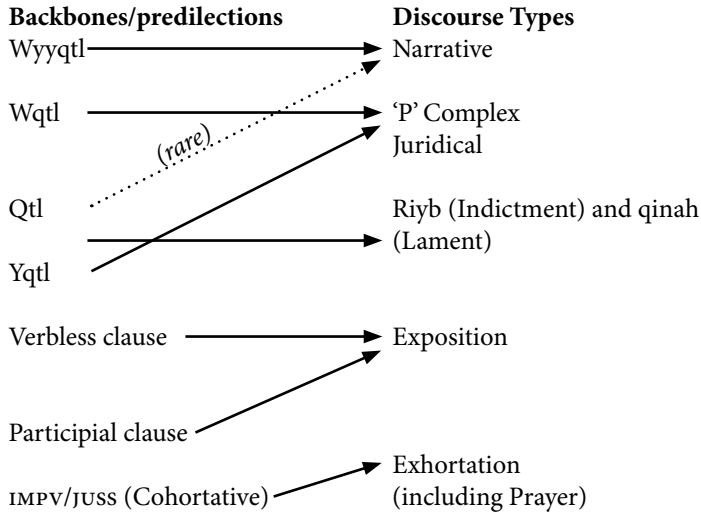 Backbones/predilections Discourse Types
Wyyqtl Narrative
Wqtl 'P' Complex
(rare) Juridical
Qtl Riyb (Indictment) and qinah
(Lament)
Yqtl
Verbless clause Exposition
Participial clause
Exhortation
IMPV/JUSS (Cohortative) (including Prayer)